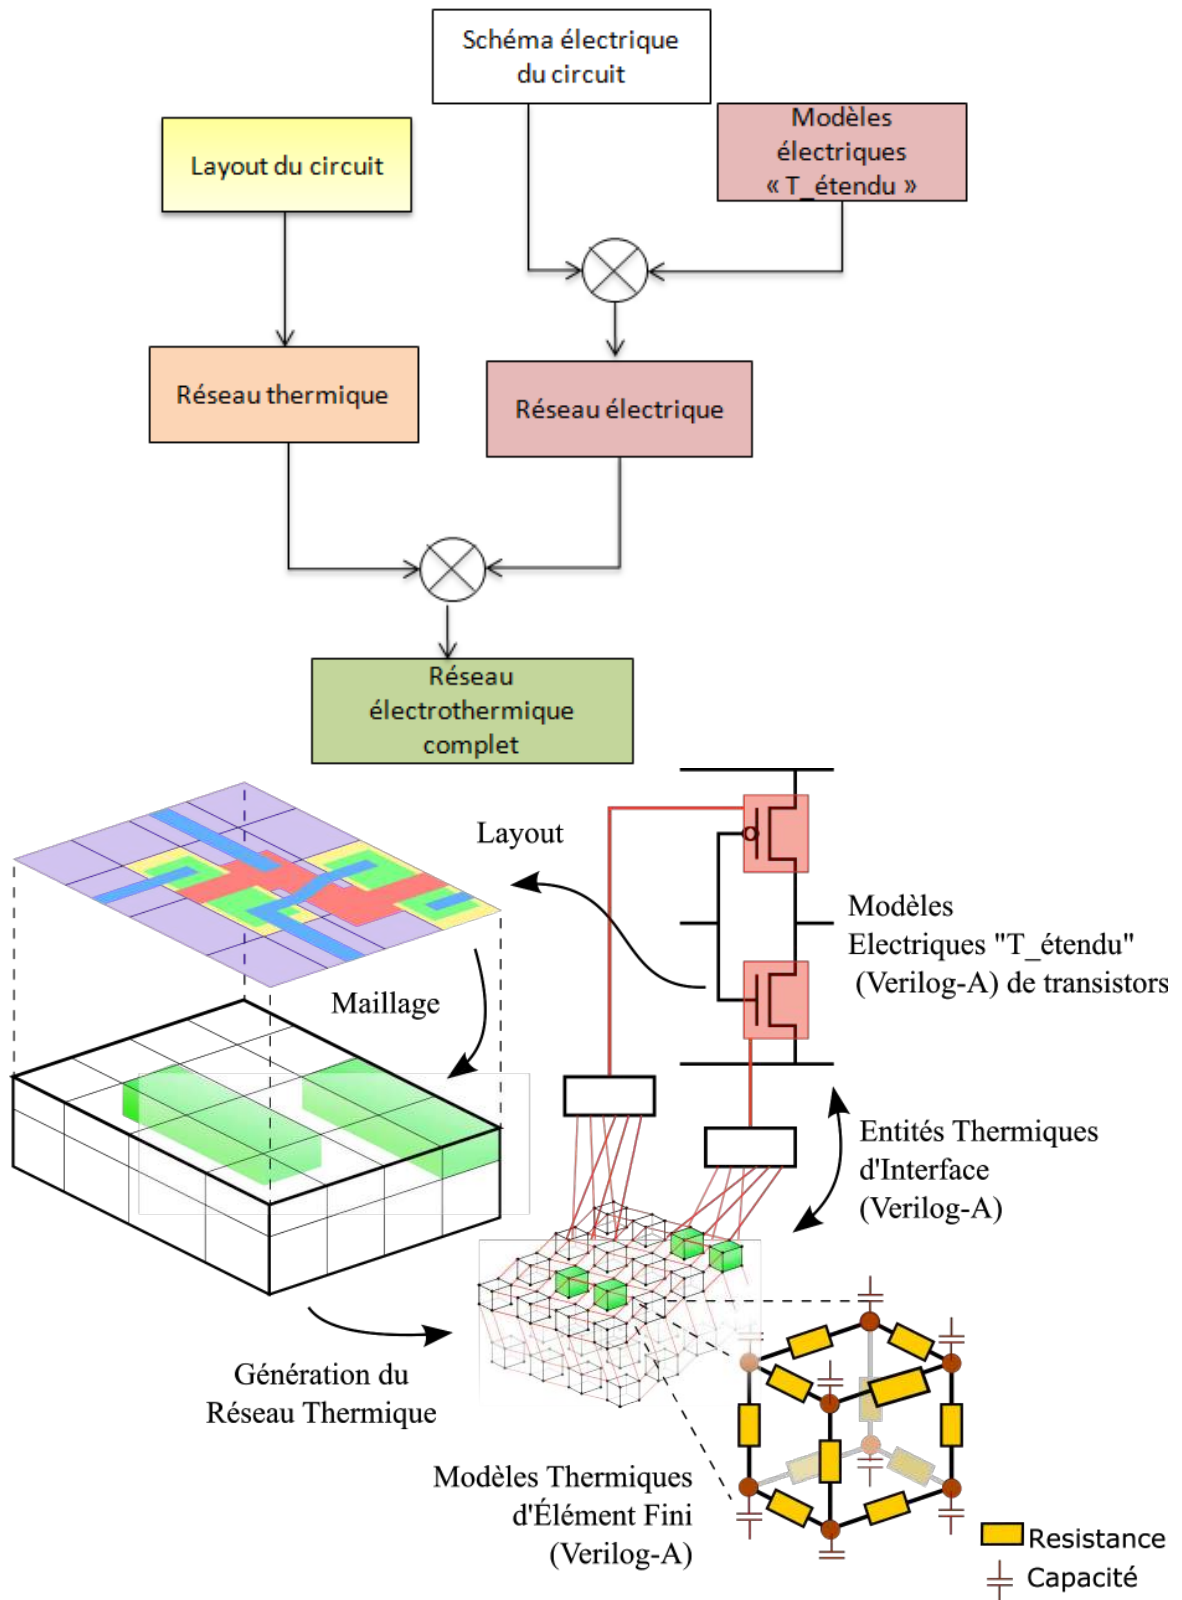 Schéma électrique
du circuit
Modèles
électriques
« T_étendu »
Layout du circuit
Réseau thermique
Réseau électrique
Réseau
électrothermique
complet
Layout
Modèles
Electriques "T_étendu"
(Verilog-A) de transistors
Maillage
Entités Thermiques
d'Interface
(Verilog-A)
Génération du
Réseau Thermique
Modèles Thermiques
d'Élément Fini
(Verilog-A)
Resistance
Capacité